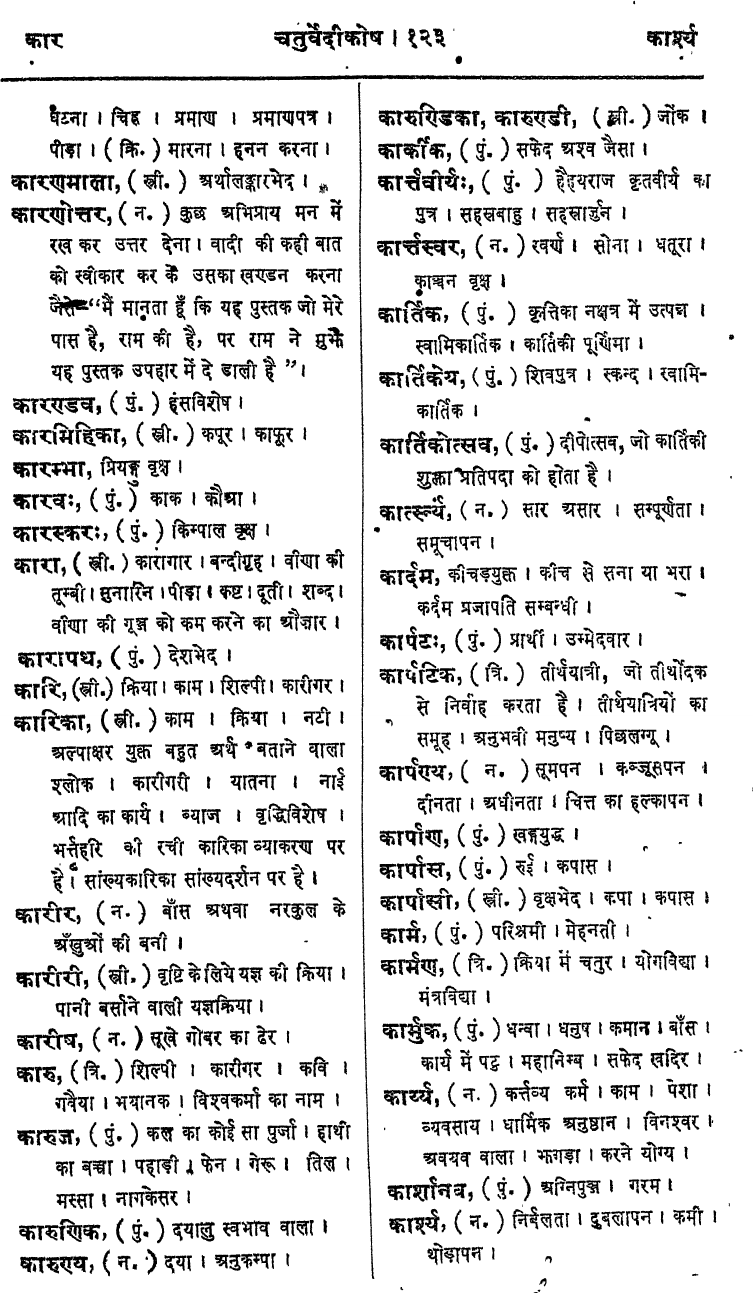 कार चतुर्वेदीकोष । १२३ कार्श्य
घटना । चिह्न । प्रमाण । प्रमाणपत्र ।
पीड़ा । (क्रि.) मारना । हनन करना ।
कारणमाला, (स्त्री.) अर्थालङ्कारभेद ।
कारणोत्तर, (न.) कुछ अभिप्राय मन में
रख कर उत्तर देना । वादी की कही बात
को स्वीकार कर के उसका खण्डन करना
जैसे—“मैं मानता हूँ कि यह पुस्तक जो मेरे
पास है, राम की है, पर राम ने मुझे
यह पुस्तक उपहार में दे डाली है ”।
कारण्डव, (पुं.) हंसविशेष ।
कारमिहिका, (स्त्री.) कपूर । काफूर ।
कारम्भा, प्रियङ्गु वृक्ष ।
कारवः, (पुं.) काक । कौआ ।
कारस्करः, (पुं.) किम्पाल वृक्ष ।
कारा, (स्त्री.) कारागार । बन्दीगृह । वीणा की
तूम्बी । सुनारिन । पीड़ा । कष्ट । दूती । शब्द ।
वीणा की गूञ्ज को कम करने का औज़ार ।
कारापथ, (पुं.) देशभेद ।
कारि, (स्त्री.) क्रिया । काम । शिल्पी । कारीगर ।
कारिका, (स्त्री.) काम । क्रिया । नटी ।
अल्पाक्षर युक्त बहुत अर्थ बताने वाला
श्लोक । कारीगरी । यातना । नाई
आदि का कार्य । ब्याज । वृद्धिविशेष ।
भर्त्तहरि की रची कारिका व्याकरण पर
है । सांख्यकारिका सांख्यदर्शन पर है ।
कारीर, (न.) बाँस अथवा नरकुल के
अँखुओं की बनी ।
कारीरी, (स्त्री.) वृष्टि के लिये यज्ञ की क्रिया ।
पानी बर्साने वाली यज्ञक्रिया ।
कारीष, (न.) सूखे गोबर का ढेर ।
कारु, (त्रि.) शिल्पी । कारीगर । कवि ।
गवैया । भयानक । विश्वकर्मा का नाम ।
कारुज, (पुं.) कल का कोई सा पुर्जा । हाथी
का बच्चा । पहाड़ी । फेन । गेरू । तिल ।
मस्सा । नागकेसर ।
कारुणिक, (पुं.) दयालु स्वभाव वाला ।
कारुण्य, (न.) दया । अनुकम्पा ।
कारुण्डिका, कारुण्डी, (स्त्री.) जोंक ।
कार्कीक, (पुं.) सफेद अश्व जैसा ।
कार्त्तवीर्यः, (पुं.) हैहयराज कृतवीर्य का
पुत्र । सहस्रबाहु । सहस्रार्जुन ।
कार्त्तस्वर, (न.) स्वर्ण । सोना । धतूरा ।
काञ्चन वृक्ष ।
कार्तिक, (पुं.) कृत्तिका नक्षत्र में उत्पन्न ।
स्वामिकार्तिक । कार्तिकी पूर्णिमा ।
कार्तिकेय, (पुं.) शिवपुत्र । स्कन्द । स्वामि-
कार्तिक ।
कार्तिकोत्सव, (पुं.) दीपोत्सव, जो कार्तिकी
शुक्ला प्रतिपदा को होता है ।
कार्त्स्न्य, (न.) सार असार । सम्पूर्णता ।
समूचापन ।
कार्दम, कीचड़युक्त । कीच से सना या भरा ।
कर्दम प्रजापति सम्बन्धी ।
कार्पटः, (पुं.) प्रार्थी । उम्मेदवार ।
कार्पटिक, (त्रि.) तीर्थयात्री, जो तीर्थोदक
से निर्वाह करता है । तीर्थयात्रियों का
समूह । अनुभवी मनुष्य । पिछलग्गू ।
कार्पण्य, (न.) सूमपन । कञ्जूसपन ।
दीनता । अधीनता । चित्त का हल्कापन ।
कार्पाण, (पुं.) खड्गयुद्ध ।
कार्पास, (पुं.) रुई । कपास ।
कार्पासी, (स्त्री.) वृक्षभेद । कपा । कपास ।
कार्म, (पुं.) परिश्रमी । मेहनती ।
कार्मण, (त्रि.) क्रिया में चतुर । योगविद्या ।
मंत्रविद्या ।
कार्मुक, (पुं.) धन्वा । धनुष । कमान । बाँस ।
कार्य में पटु । महानिम्ब । सफेद खदिर ।
कार्य्य, (न.) कर्त्तव्य कर्म । काम । पेशा ।
व्यवसाय । धार्मिक अनुष्ठान । विनश्वर ।
अवयव वाला । झगड़ा । करने योग्य ।
कार्शानव, (पुं.) अग्निपुञ्ज । गरम ।
कार्श्य, (न.) निर्बलता । दुबलापन । कमी ।
थोड़ापन ।